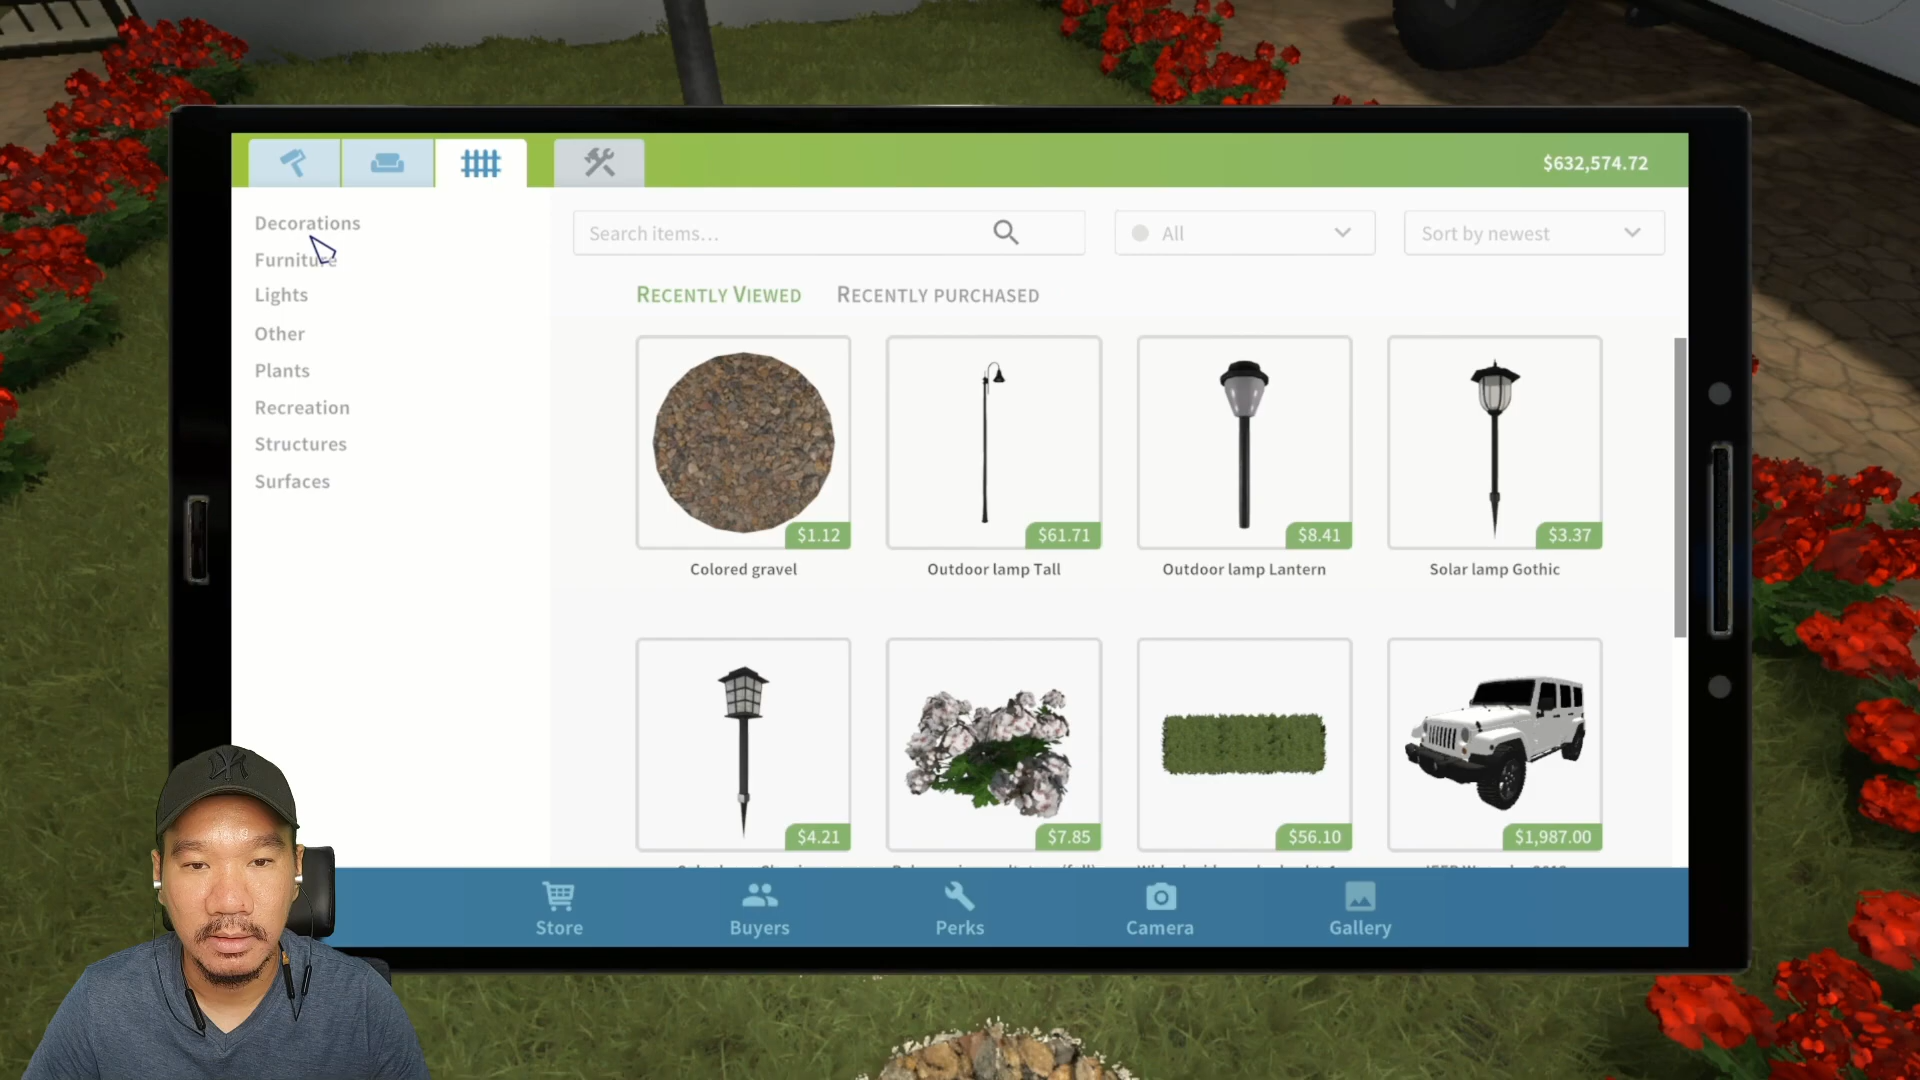 $632,574.72
Decorations
Furniture
Lights
Other
Plants
Recreation
Structures
Surfaces
Search items...
All
Sort by newest
RECENTLY VIEWED
RECENTLY PURCHASED
$1.12
$61.71
$8.41
$3.37
Colored gravel
Outdoor lamp Tall
Outdoor lamp Lantern
Solar lamp Gothic
$4.21
$7.85
$56.10
$1,987.00
Store
Buyers
Perks
Camera
Gallery